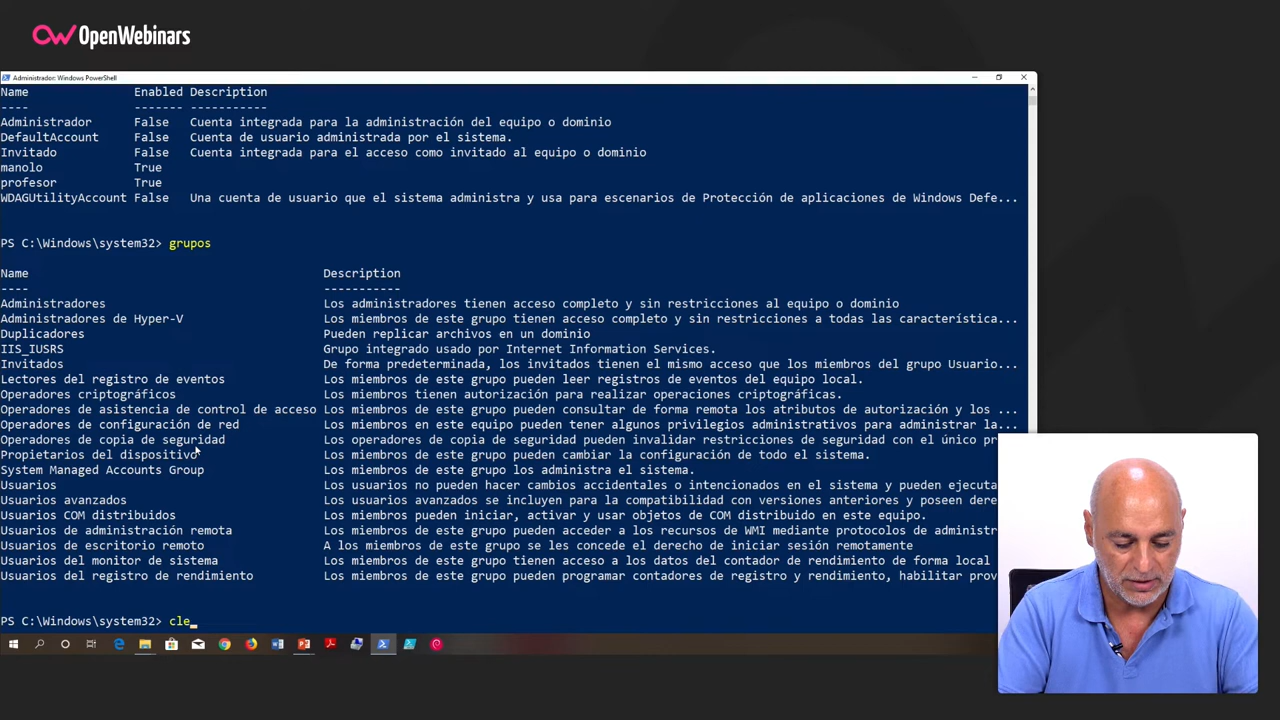 OpenWebinars
Administrador: Windows PowerShell
Name Enabled Description
---- ------- -----------
Administrador False Cuenta integrada para la administración del equipo o dominio
DefaultAccount False Cuenta de usuario administrada por el sistema.
Invitado False Cuenta integrada para el acceso como invitado al equipo o dominio
manolo True
profesor True
WDAGUtilityAccount False Una cuenta de usuario que el sistema administra y usa para escenarios de Protección de aplicaciones de Windows Defe...
PS C:\Windows\system32> grupos
Name Description
---- -----------
Administradores Los administradores tienen acceso completo y sin restricciones al equipo o dominio
Administradores de Hyper-V Los miembros de este grupo tienen acceso completo y sin restricciones a todas las característica...
Duplicadores Pueden replicar archivos en un dominio
IIS_IUSRS Grupo integrado usado por Internet Information Services.
Invitados De forma predeterminada, los invitados tienen el mismo acceso que los miembros del grupo Usuario...
Lectores del registro de eventos Los miembros de este grupo pueden leer registros de eventos del equipo local.
Operadores criptográficos Los miembros tienen autorización para realizar operaciones criptográficas.
Operadores de asistencia de control de acceso Los miembros de este grupo pueden consultar de forma remota los atributos de autorización y los ...
Operadores de configuración de red Los miembros en este equipo pueden tener algunos privilegios administrativos para administrar la...
Operadores de copia de seguridad Los operadores de copia de seguridad pueden invalidar restricciones de seguridad con el único pr
Propietarios del dispositivo Los miembros de este grupo pueden cambiar la configuración de todo el sistema.
System Managed Accounts Group Los miembros de este grupo los administra el sistema.
Usuarios Los usuarios no pueden hacer cambios accidentales o intencionados en el sistema y pueden ejecuta
Usuarios avanzados Los usuarios avanzados se incluyen para la compatibilidad con versiones anteriores y poseen dere
Usuarios COM distribuidos Los miembros pueden iniciar, activar y usar objetos de COM distribuido en este equipo.
Usuarios de administración remota Los miembros de este grupo pueden acceder a los recursos de WMI mediante protocolos de administr
Usuarios de escritorio remoto A los miembros de este grupo se les concede el derecho de iniciar sesión remotamente
Usuarios del monitor de sistema Los miembros de este grupo tienen acceso a los datos del contador de rendimiento de forma local
Usuarios del registro de rendimiento Los miembros de este grupo pueden programar contadores de registro y rendimiento, habilitar prov
PS C:\Windows\system32> cle_